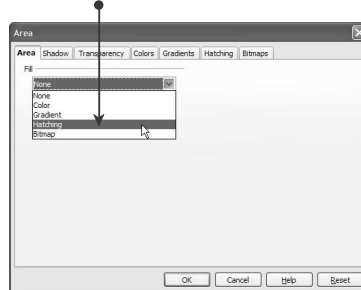 Area
Area Shadow Transparency Colors Gradients Hatching Bitmaps
Fill
None
None
Color
Gradient
Hatching
Bitmap
OK Cancel Help Reset